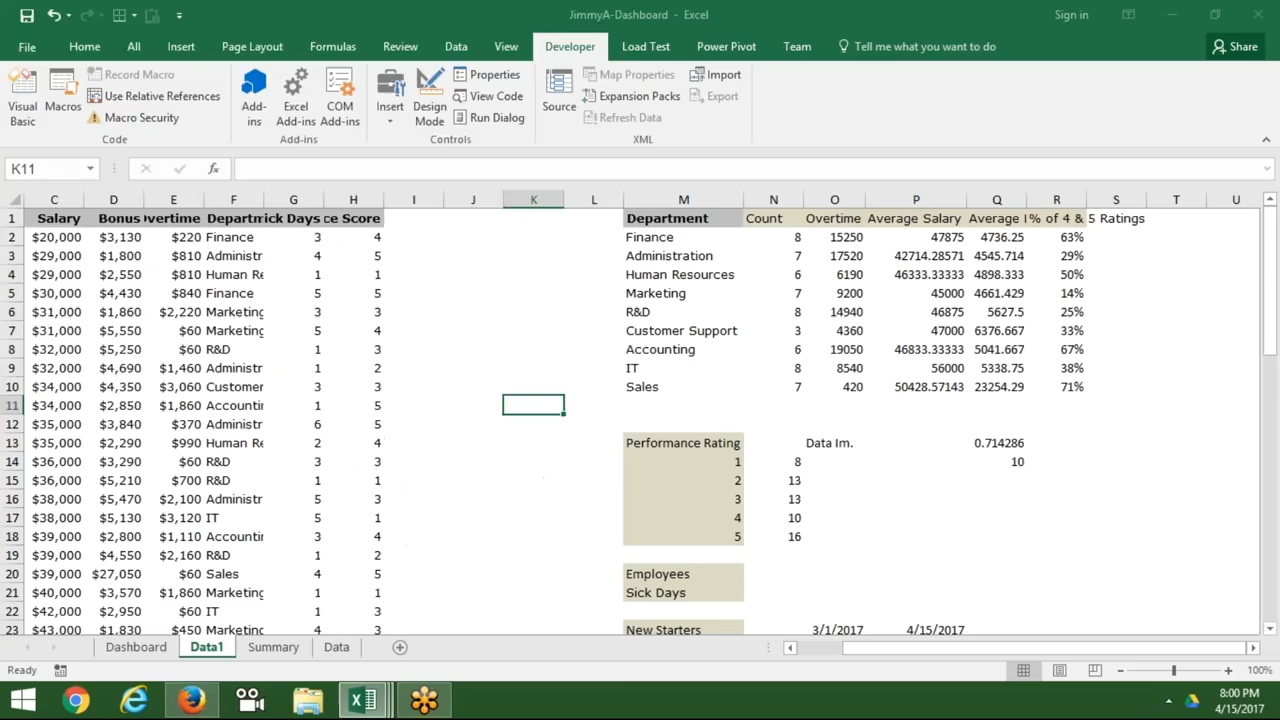 JimmyA-Dashboard - Excel
Sign in
File Home All Insert Page Layout Formulas Review Data View Developer Load Test Power Pivot Team Tell me what you want to do Share
Visual Basic
Macros
Record Macro
Use Relative References
Macro Security
Code
Add-ins
Excel Add-ins
COM Add-ins
Add-ins
Insert
Design Mode
Properties
View Code
Run Dialog
Controls
Source
Map Properties
Expansion Packs
Refresh Data
Import
Export
XML
K11
fx
C D E F G H I J K L M N O P Q R S T U
1 Salary Bonus Overtime Departm ick Days ce Score Department Count Overtime Average Salary Average I % of 4 & 5 Ratings
2 $20,000 $3,130 $220 Finance 3 4 Finance 8 15250 47875 4736.25 63%
3 $29,000 $1,800 $810 Administr 4 5 Administration 7 17520 42714.28571 4545.714 29%
4 $29,000 $2,550 $810 Human Re 1 1 Human Resources 6 6190 46333.33333 4898.333 50%
5 $30,000 $4,430 $840 Finance 5 5 Marketing 7 9200 45000 4661.429 14%
6 $31,000 $1,860 $2,220 Marketing 3 3 R&D 8 14940 46875 5627.5 25%
7 $31,000 $5,550 $60 Marketing 5 4 Customer Support 3 4360 47000 6376.667 33%
8 $32,000 $5,250 $60 R&D 1 3 Accounting 6 19050 46833.33333 5041.667 67%
9 $32,000 $4,690 $1,460 Administr 1 2 IT 8 8540 56000 5338.75 38%
10 $34,000 $4,350 $3,060 Customer 3 3 Sales 7 420 50428.57143 23254.29 71%
11 $34,000 $2,850 $1,860 Accountin 1 5
12 $35,000 $3,840 $370 Administr 6 5
13 $35,000 $2,290 $990 Human Re 2 4 Performance Rating Data Im. 0.714286
14 $36,000 $3,290 $60 R&D 3 3 1 8 10
15 $36,000 $5,210 $700 R&D 1 1 2 13
16 $38,000 $5,470 $2,100 Administr 5 3 3 13
17 $38,000 $5,130 $3,120 IT 5 1 4 10
18 $39,000 $2,800 $1,110 Accountin 3 4 5 16
19 $39,000 $4,550 $2,160 R&D 1 2
20 $39,000 $27,050 $60 Sales 4 5 Employees
21 $40,000 $3,570 $1,860 Marketing 1 1 Sick Days
22 $42,000 $2,950 $60 IT 1 3
23 $43,000 $1,830 $450 Marketing 4 3 New Starters 3/1/2017 4/15/2017
Dashboard Data1 Summary Data
Ready
100%
8:00 PM
4/15/2017